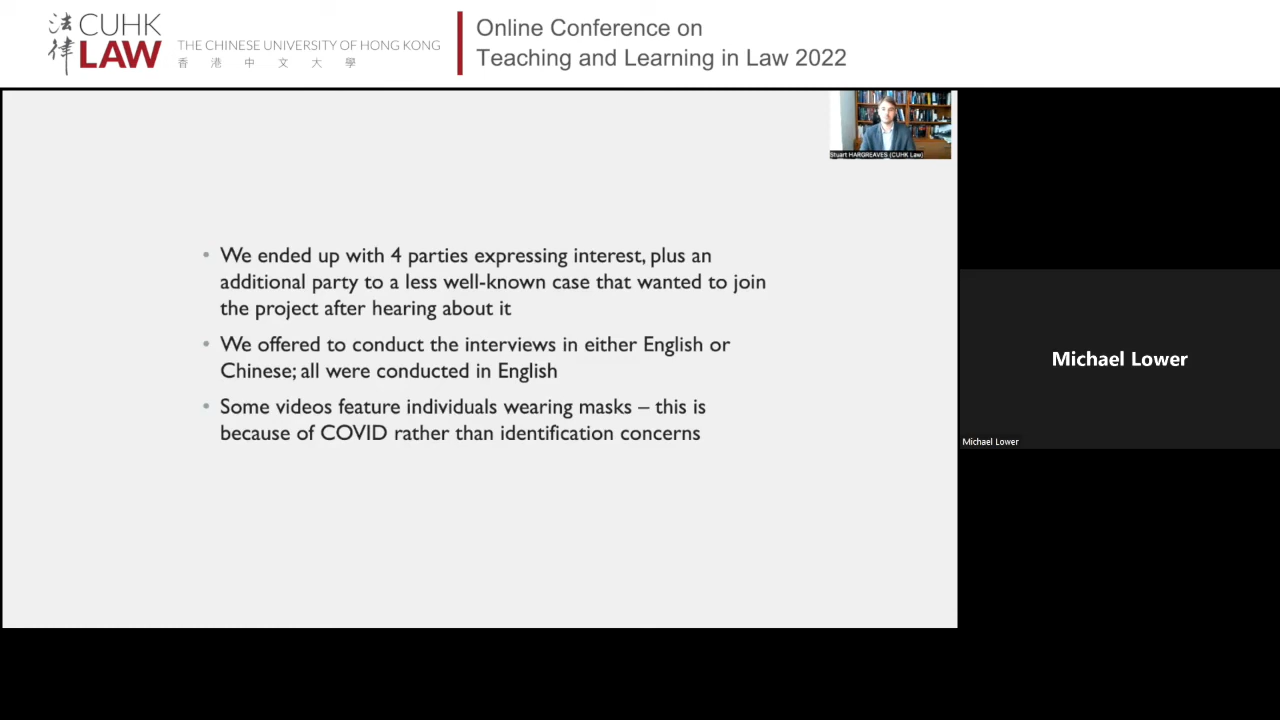 法律
CUHK
LAW
THE CHINESE UNIVERSITY OF HONG KONG
香港中文大學
Online Conference on
Teaching and Learning in Law 2022
Stuart HARGREAVES (CUHK Law)
• We ended up with 4 parties expressing interest, plus an
additional party to a less well-known case that wanted to join
the project after hearing about it
• We offered to conduct the interviews in either English or
Chinese; all were conducted in English
• Some videos feature individuals wearing masks – this is
because of COVID rather than identification concerns
Michael Lower
Michael Lower